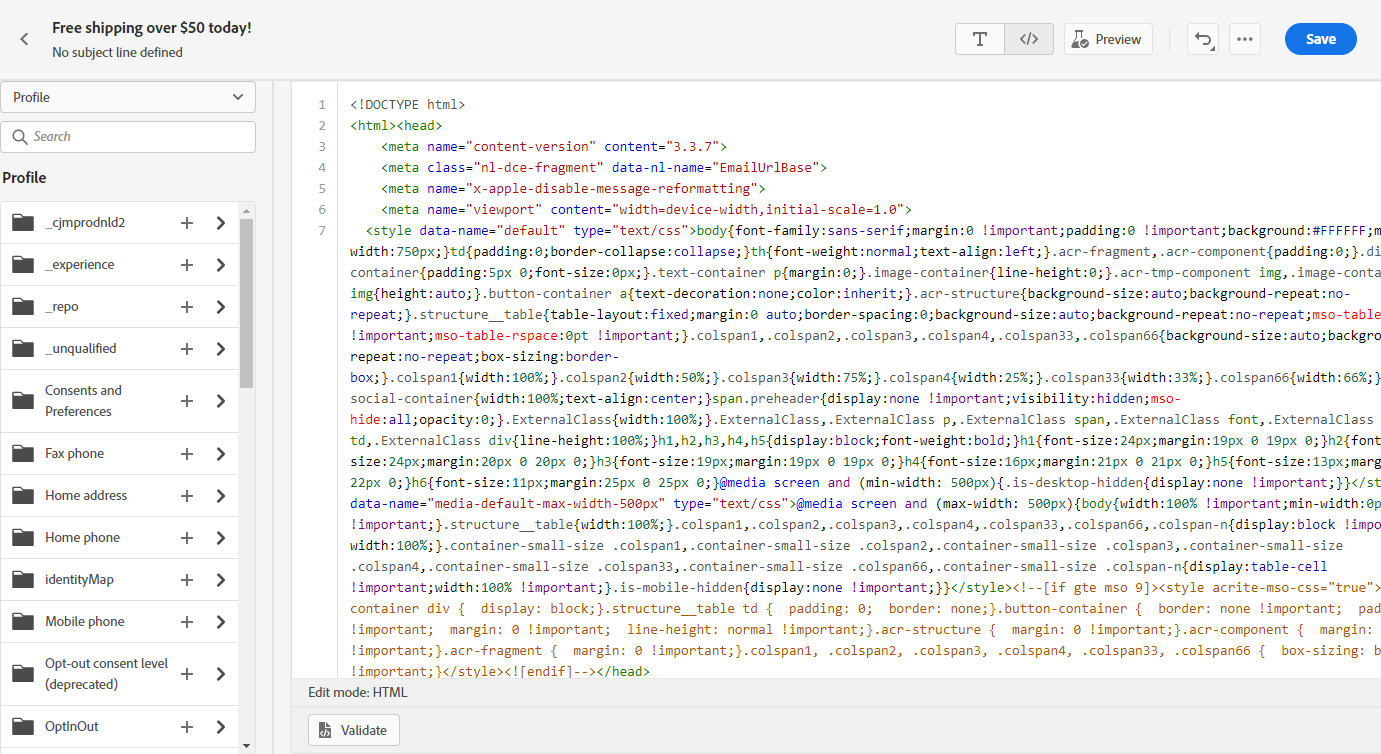 Free shipping over $50 today!
No subject line defined
T
</>
Preview
Save
Profile
Search
Profile
_cjmprodnld2
_experience
_repo
_unqualified
Consents and
Preferences
Fax phone
Home address
Home phone
identityMap
Mobile phone
Opt-out consent level
(deprecated)
OptInOut
1 <!DOCTYPE html>
2 <html><head>
3 <meta name="content-version" content="3.3.7">
4 <meta class="nl-dce-fragment" data-nl-name="EmailUrlBase">
5 <meta name="x-apple-disable-message-reformatting">
6 <meta name="viewport" content="width=device-width,initial-scale=1.0">
7 <style data-name="default" type="text/css">body{font-family:sans-serif;margin:0 !important;padding:0 !important;background:#FFFFFF;m
width:750px;}td{padding:0;border-collapse:collapse;}th{font-weight:normal;text-align:left;}.acr-fragment,.acr-component{padding:0;}.di
container{padding:5px 0;font-size:0px;}.text-container p{margin:0;}.image-container{line-height:0;}.acr-tmp-component img,.image-conta
img{height:auto;}.button-container a{text-decoration:none;color:inherit;}.acr-structure{background-size:auto;background-repeat:no-
repeat;}.structure__table{table-layout:fixed;margin:0 auto;border-spacing:0;background-size:auto;background-repeat:no-repeat;mso-table
!important;mso-table-rspace:0pt !important;}.colspan1,.colspan2,.colspan3,.colspan4,.colspan33,.colspan66{background-size:auto;backgro
repeat:no-repeat;box-sizing:border-
box;}.colspan1{width:100%;}.colspan2{width:50%;}.colspan3{width:75%;}.colspan4{width:25%;}.colspan33{width:33%;}.colspan66{width:66%;}
social-container{width:100%;text-align:center;}span.preheader{display:none !important;visibility:hidden;mso-
hide:all;opacity:0;}.ExternalClass{width:100%;}.ExternalClass,.ExternalClass p,.ExternalClass span,.ExternalClass font,.ExternalClass
td,.ExternalClass div{line-height:100%;}h1,h2,h3,h4,h5{display:block;font-weight:bold;}h1{font-size:24px;margin:19px 0 19px 0;}h2{font
size:24px;margin:20px 0 20px 0;}h3{font-size:19px;margin:19px 0 19px 0;}h4{font-size:16px;margin:21px 0 21px 0;}h5{font-size:13px;marg
22px 0;}h6{font-size:11px;margin:25px 0 25px 0;}@media screen and (min-width: 500px){.is-desktop-hidden{display:none !important;}}</st
data-name="media-default-max-width-500px" type="text/css">@media screen and (max-width: 500px){body{width:100% !important;min-width:0p
!important;}.structure__table{width:100%;}.colspan1,.colspan2,.colspan3,.colspan4,.colspan33,.colspan66,.colspan-n{display:block !impo
width:100%;}.container-small-size .colspan1,.container-small-size .colspan2,.container-small-size .colspan3,.container-small-size
.colspan4,.container-small-size .colspan33,.container-small-size .colspan66,.container-small-size .colspan-n{display:table-cell
!important;width:100% !important;}.is-mobile-hidden{display:none !important;}}</style><!--[if gte mso 9]><style acrite-mso-css="true">
container div {  display: block;}.structure__table td {  padding: 0;  border: none;}.button-container {  border: none !important;  pad
!important;  margin: 0 !important;  line-height: normal !important;}.acr-structure {  margin: 0 !important;}.acr-component {  margin:
!important;}.acr-fragment {  margin: 0 !important;}.colspan1, .colspan2, .colspan3, .colspan4, .colspan33, .colspan66 {  box-sizing: b
!important;}</style><![endif]--></head>
Edit mode: HTML
Validate